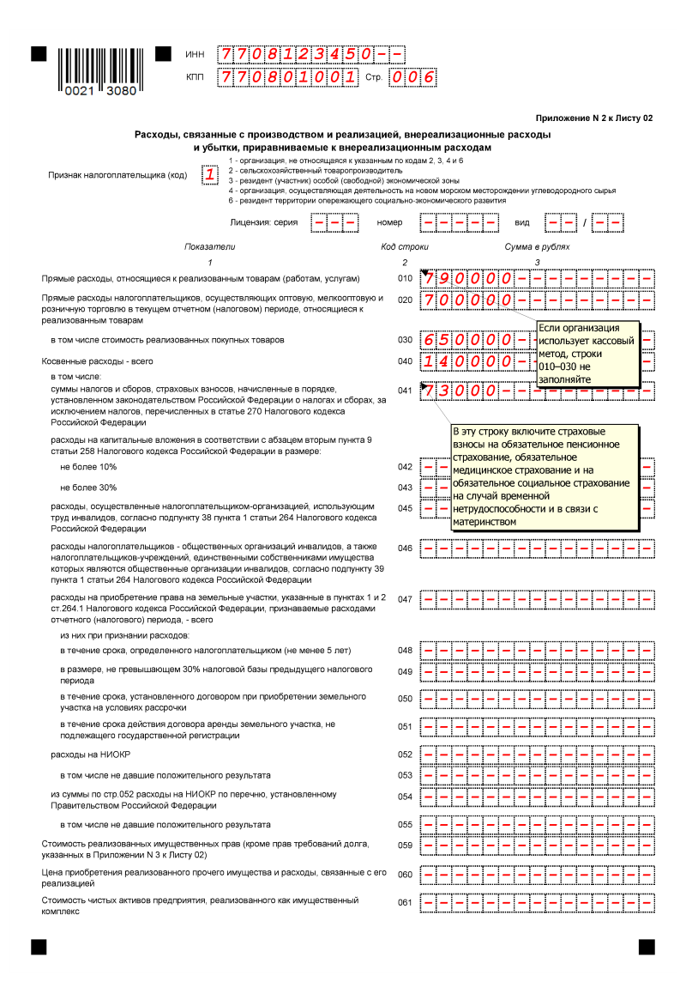 ИНН 7708123450--
КПП 770801001 Стр. 006
0021 3080
Приложение N 2 к Листу 02
Расходы, связанные с производством и реализацией, внереализационные расходы
и убытки, приравниваемые к внереализационным расходам
Признак налогоплательщика (код) 1
1 - организация, не относящаяся к указанным по кодам 2, 3, 4 и 6
2 - сельскохозяйственный товаропроизводитель
3 - резидент (участник) особой (свободной) экономической зоны
4 - организация, осуществляющая деятельность на новом морском месторождении углеводородного сырья
6 - резидент территории опережающего социально-экономического развития
Лицензия: серия --- номер ----- вид -- / --
Показатели Код строки Сумма в рублях
1 2 3
Прямые расходы, относящиеся к реализованным товарам (работам, услугам) 010 790000---------
Прямые расходы налогоплательщиков, осуществляющих оптовую, мелкооптовую и 020 700000---------
розничную торговлю в текущем отчетном (налоговом) периоде, относящиеся к
реализованным товарам
в том числе стоимость реализованных покупных товаров 030 650000--
Косвенные расходы - всего 040 140000--
Если организация
использует кассовый
метод, строки
010–030 не
заполняйте
в том числе:
суммы налогов и сборов, страховых взносов, начисленные в порядке, 041 73000----------
установленном законодательством Российской Федерации о налогах и сборах, за
исключением налогов, перечисленных в статье 270 Налогового кодекса
Российской Федерации
В эту строку включите страховые
взносы на обязательное пенсионное
страхование, обязательное
медицинское страхование и на
обязательное социальное страхование
на случай временной
нетрудоспособности и в связи с
материнством
расходы на капитальные вложения в соответствии с абзацем вторым пункта 9
статьи 258 Налогового кодекса Российской Федерации в размере:
не более 10% 042 ---
не более 30% 043 ---
расходы, осуществленные налогоплательщиком-организацией, использующим 045 ---
труд инвалидов, согласно подпункту 38 пункта 1 статьи 264 Налогового кодекса
Российской Федерации
расходы налогоплательщиков - общественных организаций инвалидов, а также 046 ---------------
налогоплательщиков-учреждений, единственными собственниками имущества
которых являются общественные организации инвалидов, согласно подпункту 39
пункта 1 статьи 264 Налогового кодекса Российской Федерации
расходы на приобретение права на земельные участки, указанные в пунктах 1 и 2 047 ---------------
ст.264.1 Налогового кодекса Российской Федерации, признаваемые расходами
отчетного (налогового) периода, - всего
из них при признании расходов:
в течение срока, определенного налогоплательщиком (не менее 5 лет) 048 ---------------
в размере, не превышающем 30% налоговой базы предыдущего налогового 049 ---------------
периода
в течение срока, установленного договором при приобретении земельного 050 ---------------
участка на условиях рассрочки
в течение срока действия договора аренды земельного участка, не 051 ---------------
подлежащего государственной регистрации
расходы на НИОКР 052 ---------------
в том числе не давшие положительного результата 053 ---------------
из суммы по стр.052 расходы на НИОКР по перечню, установленному 054 ---------------
Правительством Российской Федерации
в том числе не давшие положительного результата 055 ---------------
Стоимость реализованных имущественных прав (кроме прав требований долга, 059 ---------------
указанных в Приложении N 3 к Листу 02)
Цена приобретения реализованного прочего имущества и расходы, связанные с его 060 ---------------
реализацией
Стоимость чистых активов предприятия, реализованного как имущественный 061 ---------------
комплекс